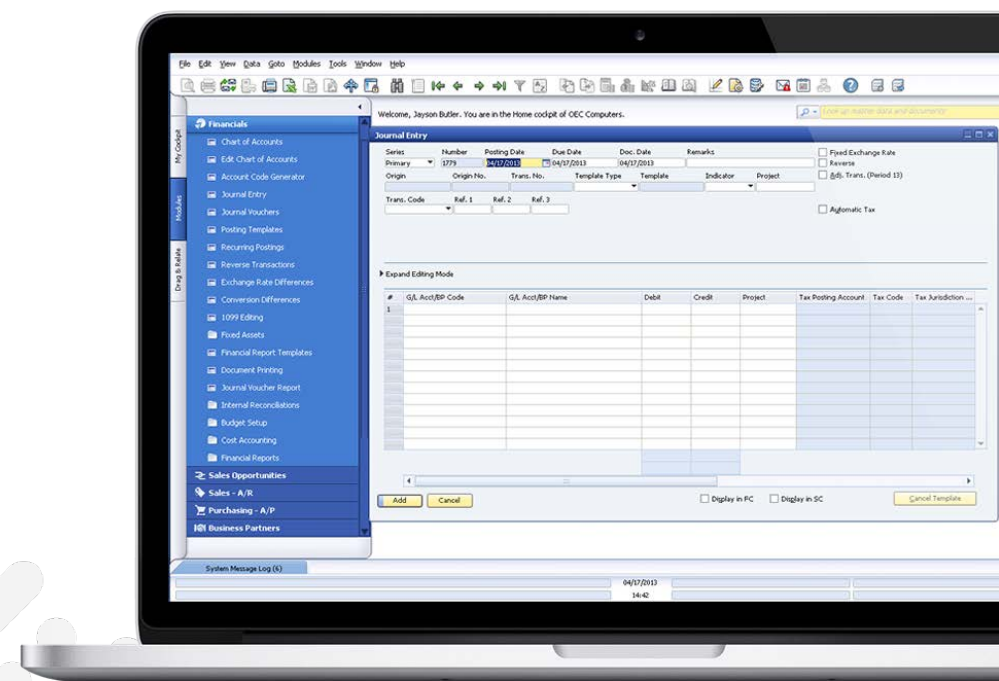 File Edit View Data Goto Modules Tools Window Help
Welcome, Jayson Butler. You are in the Home cockpit of OEC Computers.
Look up master data and documents
My Cockpit
Modules
Drag & Relate
Financials
Chart of Accounts
Edit Chart of Accounts
Account Code Generator
Journal Entry
Journal Vouchers
Posting Templates
Recurring Postings
Reverse Transactions
Exchange Rate Differences
Conversion Differences
1099 Editing
Fixed Assets
Financial Report Templates
Document Printing
Journal Voucher Report
Internal Reconciliations
Budget Setup
Cost Accounting
Financial Reports
Sales Opportunities
Sales - A/R
Purchasing - A/P
Business Partners
Journal Entry
Series Number Posting Date Due Date Doc. Date Remarks
Primary 1779 04/17/2013 04/17/2013 04/17/2013
Fixed Exchange Rate
Reverse
Adj. Trans. (Period 13)
Origin Origin No. Trans. No. Template Type Template Indicator Project
Trans. Code Ref. 1 Ref. 2 Ref. 3
Automatic Tax
Expand Editing Mode
# G/L Acct/BP Code G/L Acct/BP Name Debit Credit Project Tax Posting Account Tax Code Tax Jurisdiction ...
1
Add Cancel Display in FC Display in SC Cancel Template
System Message Log (6)
04/17/2013
14:42